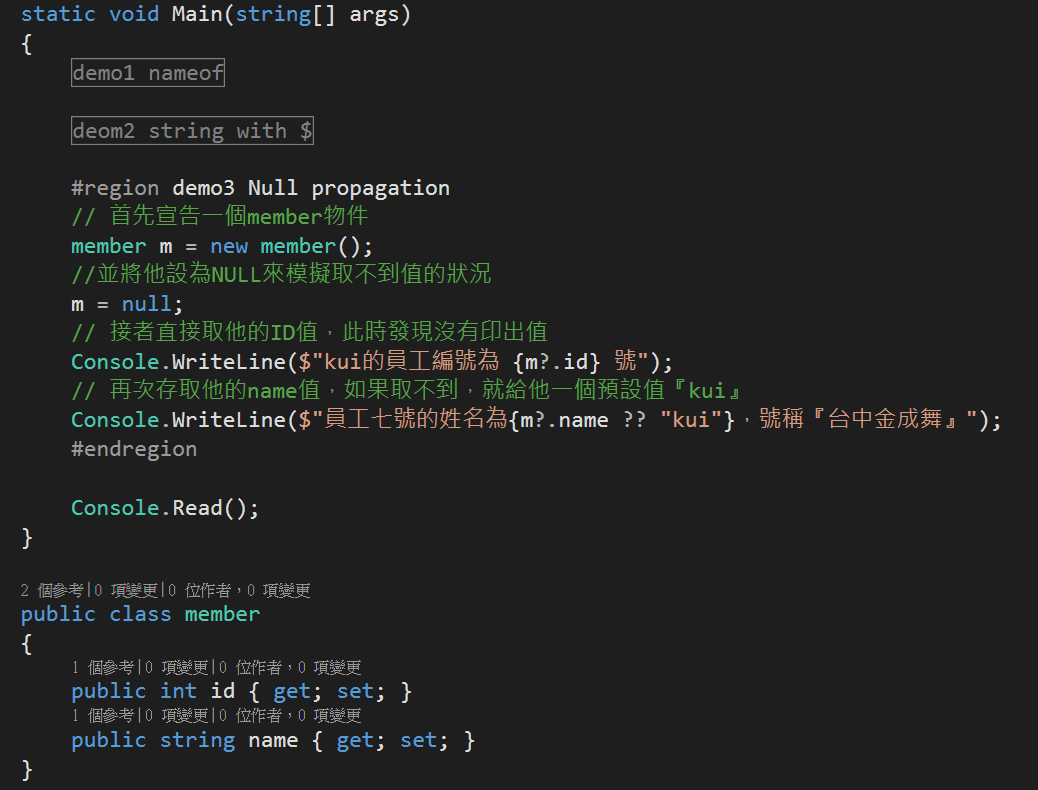 static void Main(string[] args)
{
demo1 nameof
deom2 string with $
#region demo3 Null propagation
// 首先宣告一個member物件
member m = new member();
//並將他設為NULL來模擬取不到值的狀況
m = null;
// 接者直接取他的ID值，此時發現沒有印出值
Console.WriteLine($"kui的員工編號為 {m?.id} 號");
// 再次存取他的name值，如果取不到，就給他一個預設值『kui』
Console.WriteLine($"員工七號的姓名為{m?.name ?? "kui"}，號稱『台中金成舞』");
#endregion
Console.Read();
}
2 個參考|0 項變更|0 位作者，0 項變更
public class member
{
1 個參考|0 項變更|0 位作者，0 項變更
public int id { get; set; }
1 個參考|0 項變更|0 位作者，0 項變更
public string name { get; set; }
}